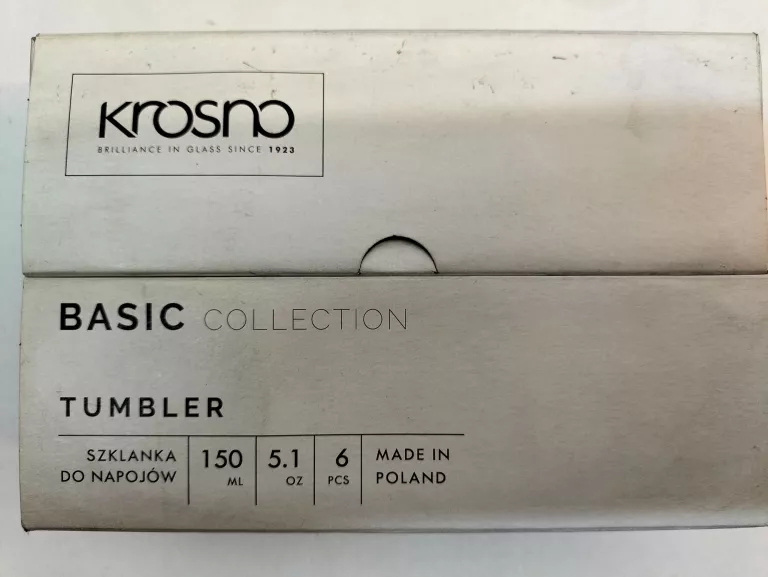 Krosno
BRILLIANCE IN GLASS SINCE 1923
BASIC COLLECTION
TUMBLER
SZKLANKA
DO NAPOJÓW
150
ML
5.1
OZ
6
PCS
MADE IN
POLAND